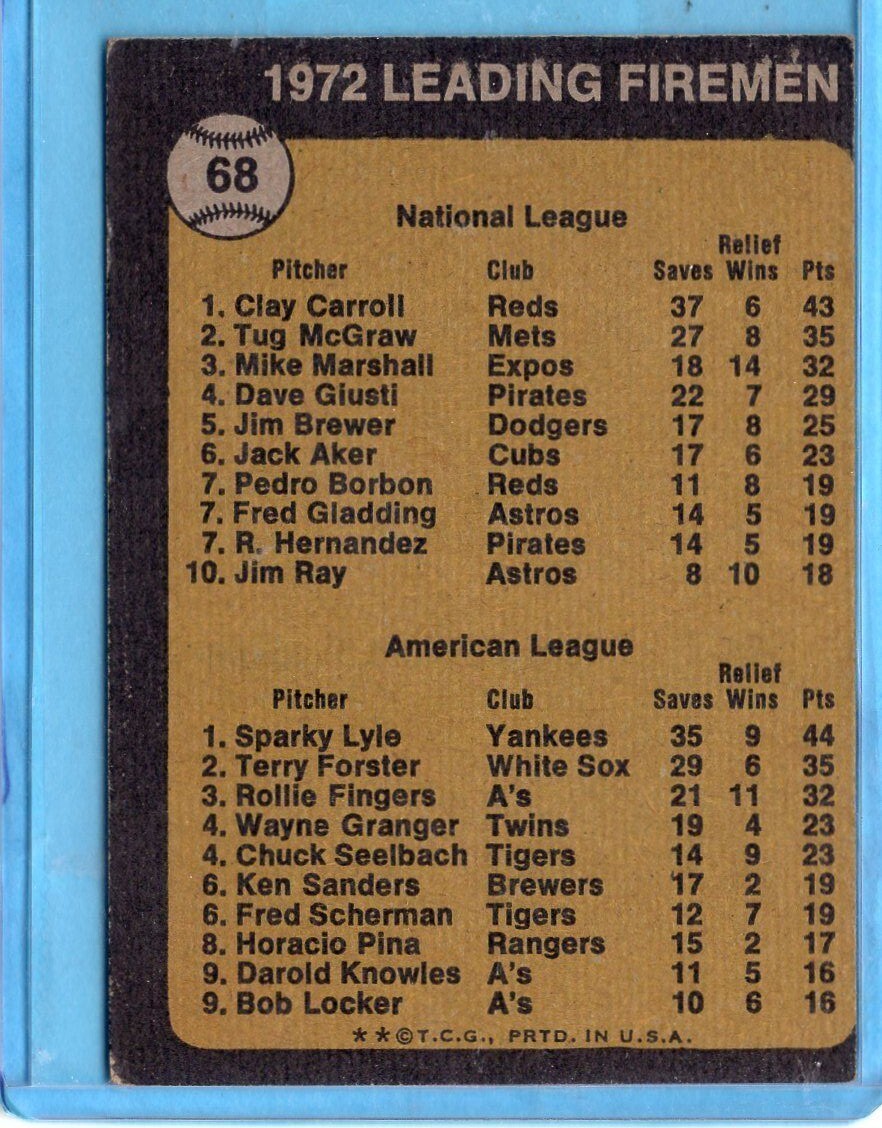 1972 LEADING FIREMEN
68
National League
Relief
Pitcher Club Saves Wins Pts
1. Clay Carroll Reds 37 6 43
2. Tug McGraw Mets 27 8 35
3. Mike Marshall Expos 18 14 32
4. Dave Giusti Pirates 22 7 29
5. Jim Brewer Dodgers 17 8 25
6. Jack Aker Cubs 17 6 23
7. Pedro Borbon Reds 11 8 19
7. Fred Gladding Astros 14 5 19
7. R. Hernandez Pirates 14 5 19
10. Jim Ray Astros 8 10 18
American League
Relief
Pitcher Club Saves Wins Pts
1. Sparky Lyle Yankees 35 9 44
2. Terry Forster White Sox 29 6 35
3. Rollie Fingers A's 21 11 32
4. Wayne Granger Twins 19 4 23
4. Chuck Seelbach Tigers 14 9 23
6. Ken Sanders Brewers 17 2 19
6. Fred Scherman Tigers 12 7 19
8. Horacio Pina Rangers 15 2 17
9. Darold Knowles A's 11 5 16
9. Bob Locker A's 10 6 16
**©T.C.G., PRTD. IN U.S.A.